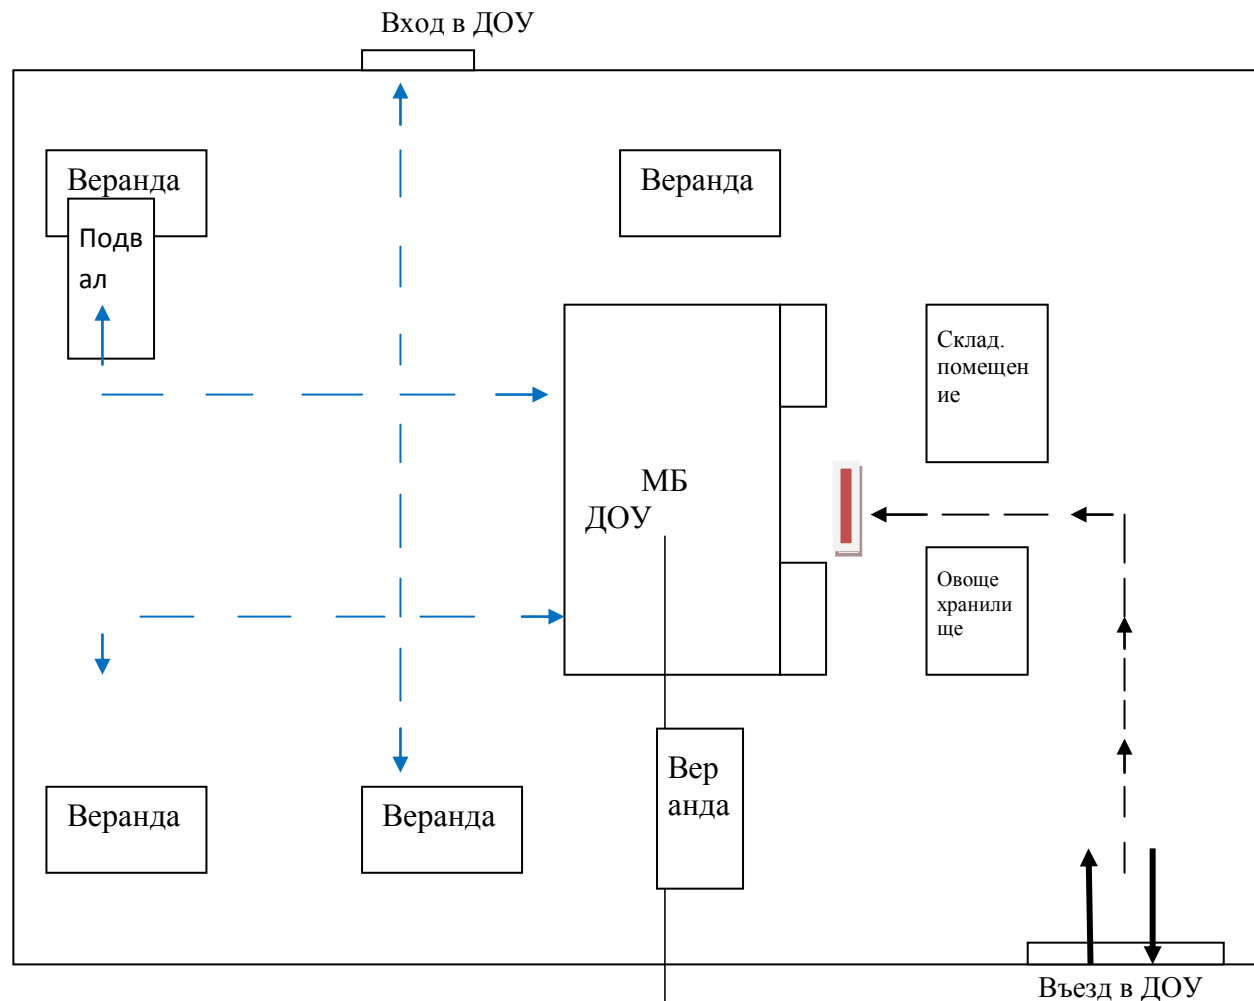 Вход в ДОУ
Веранда
Веранда
Подв
ал
Склад.
помещен
ие
МБ
ДОУ
Овоще
хранили
ще
Вер
анда
Веранда
Веранда
Въезд в ДОУ